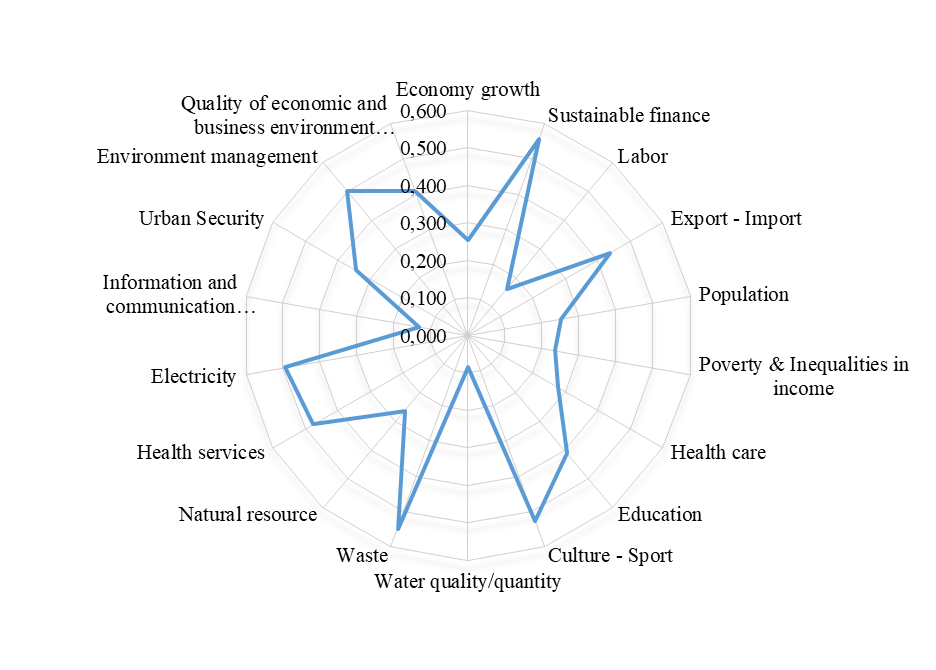 Economy growth
Quality of economic and
business environment…
Sustainable finance
Environment management
Labor
Urban Security
Export - Import
Information and
communication…
Population
Electricity
Poverty & Inequalities in
income
Health services
Health care
Natural resource
Education
Waste
Culture - Sport
Water quality/quantity
0,600
0,500
0,400
0,300
0,200
0,100
0,000